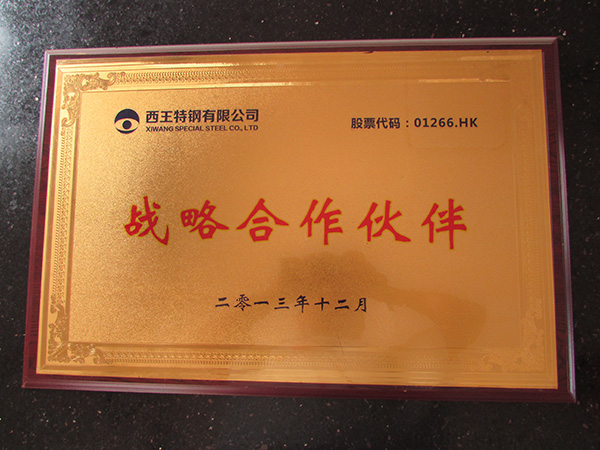 西王特钢有限公司
XIWANG SPECIAL STEEL CO., LTD
股票代码：01266.HK
战略合作伙伴
二零一三年十二月